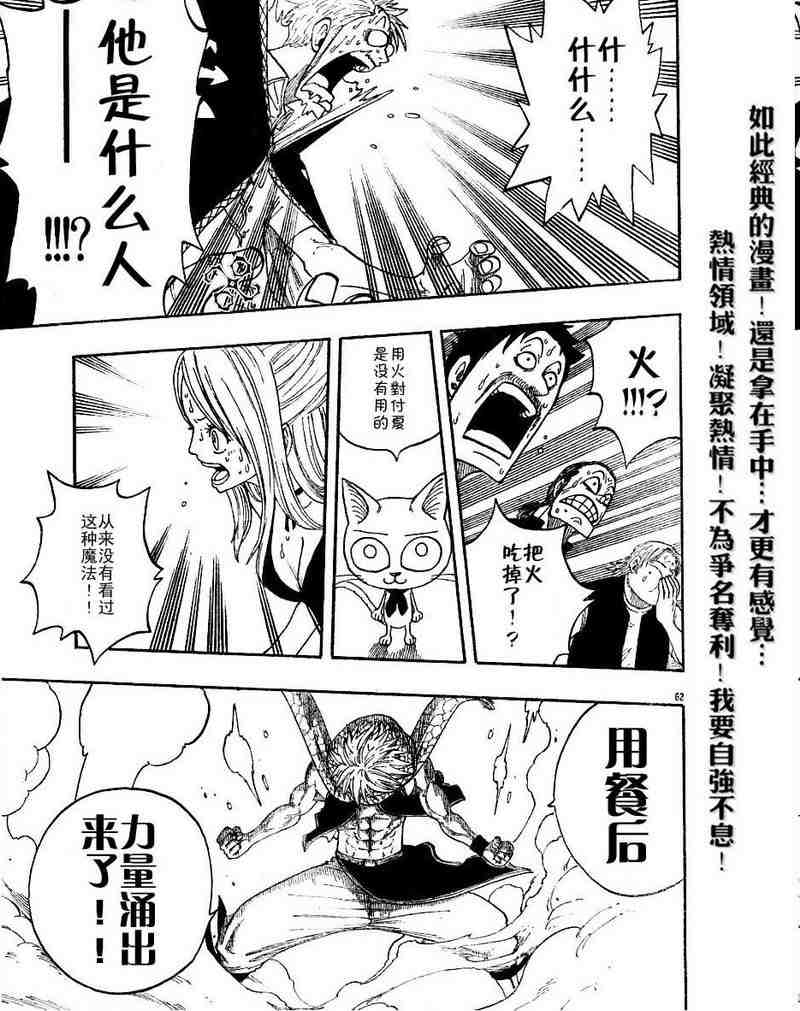 什……
什什么……
他是什么人
——!!!?
火
!!!?
把火
吃掉了！?
用火對付夏
是没有用的
从来没有看过
这种魔法！！
62
用餐后
力量涌出
来了！！
如此經典的漫畫！還是拿在手中…才更有感覺…
熱情領域！凝聚熱情！不為爭名奪利！我要自強不息！